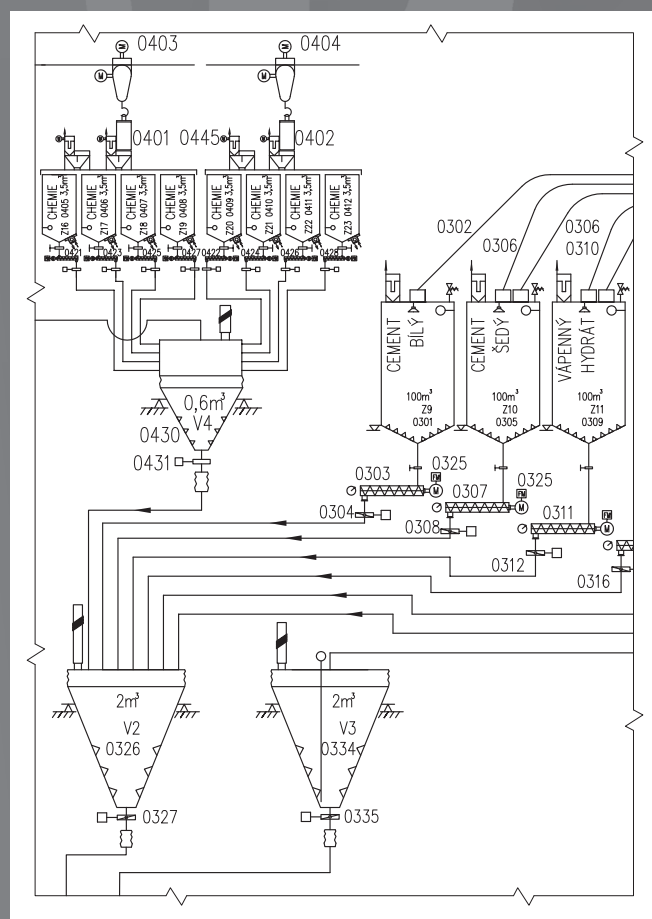 M 0403
M 0404
M
M
0401
0445
0402
CHEMIE 3,5m³ Z16 0405
CHEMIE 3,5m³ Z17 0406
CHEMIE 3,5m³ Z18 0407
CHEMIE 3,5m³ Z19 0408
CHEMIE 3,5m³ Z20 0409
CHEMIE 3,5m³ Z21 0410
CHEMIE 3,5m³ Z22 0411
CHEMIE 3,5m³ Z23 0412
0421
0423
0425
0427
0422
0424
0426
0428
0302
0306
0306
0310
CEMENT BÍLÝ
CEMENT ŠEDÝ
VÁPENNÝ HYDRÁT
100m³
Z9
0301
100m³
Z10
0305
100m³
Z11
0309
0,6m³
V4
0430
0431
0303
0325
FM
M
0304
0307
0325
FM
M
0308
0311
FM
M
0312
0316
2m³
V2
0326
2m³
V3
0334
0327
0335